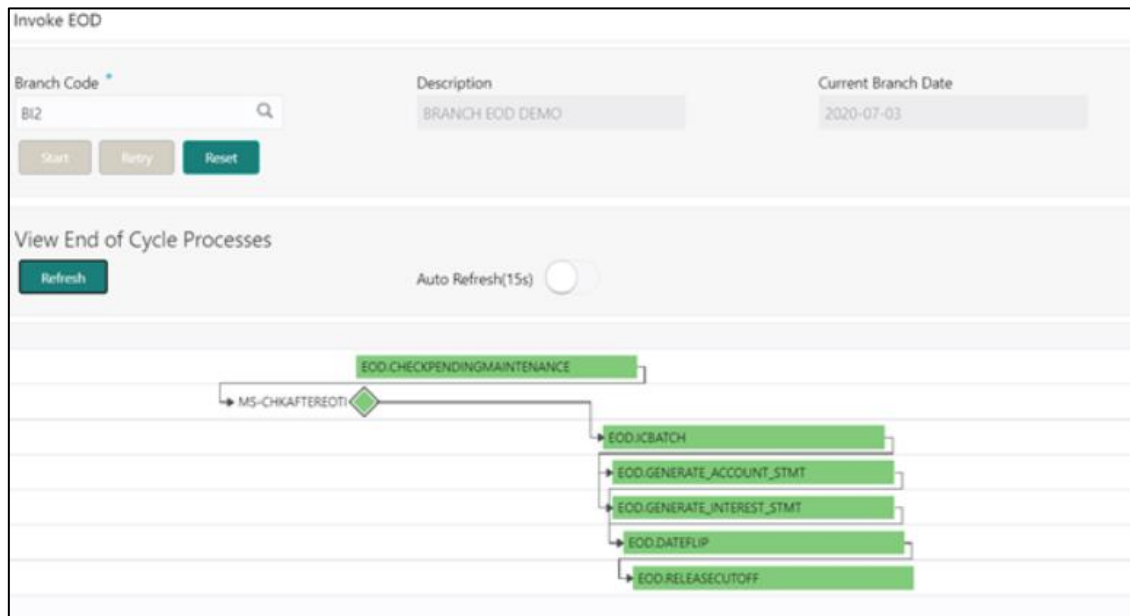 Invoke EOD
Branch Code * Description Current Branch Date
BI2 BRANCH EOD DEMO 2020-07-03
Start Retry Reset
View End of Cycle Processes
Refresh Auto Refresh(15s)
EOD.CHECKPENDINGMAINTENANCE
MS-CHKAFTEREOTI
EOD.ICBATCH
EOD.GENERATE_ACCOUNT_STMT
EOD.GENERATE_INTEREST_STMT
EOD.DATEFLIP
EOD.RELEASECUTOFF